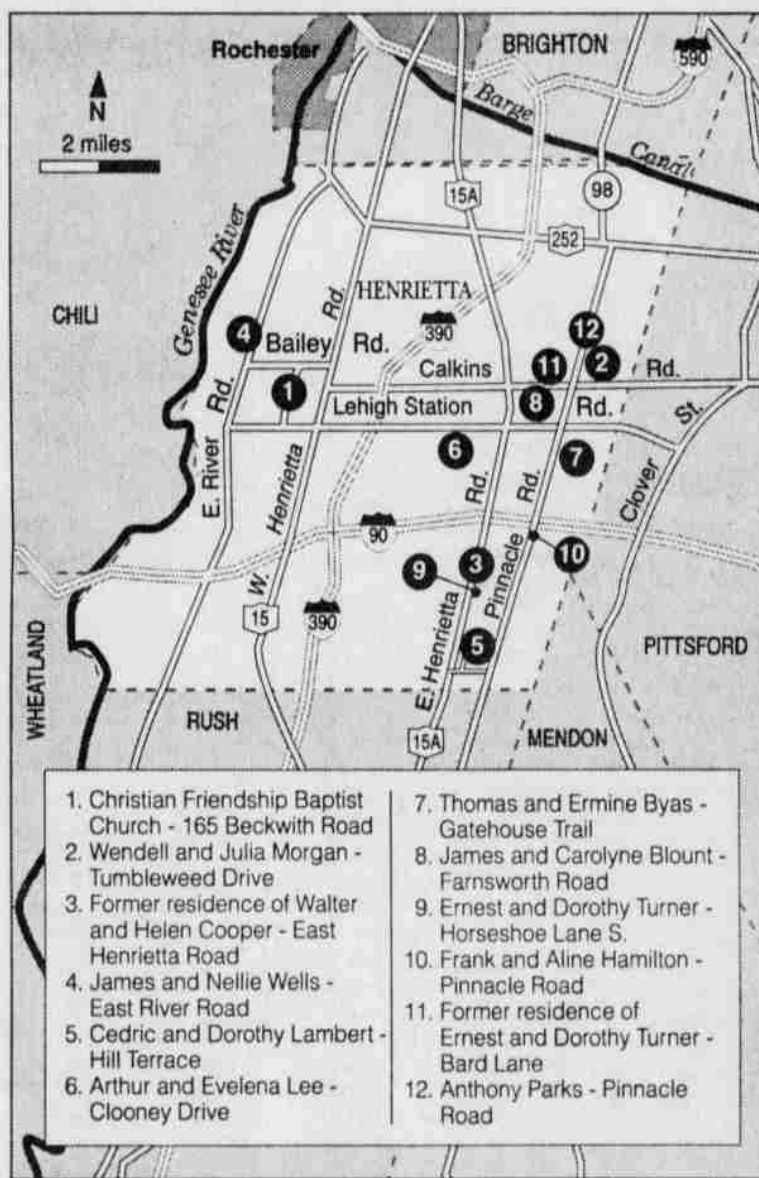 Rochester
BRIGHTON
590
N
2 miles
Barge
Canal
15A
98
252
Genesee River
Rd.
HENRIETTA
CHILI
4
Bailey
Rd.
390
12
11
2
Calkins
Rd.
1
Lehigh Station
8
Rd.
St.
Rd.
6
7
Clover
E. River
Henrietta
Rd.
Rd.
90
10
W.
9
3
Pinnacle
15
390
E. Henrietta
5
PITTSFORD
WHEATLAND
RUSH
15A
MENDON
1. Christian Friendship Baptist
Church - 165 Beckwith Road
2. Wendell and Julia Morgan -
Tumbleweed Drive
3. Former residence of Walter
and Helen Cooper - East
Henrietta Road
4. James and Nellie Wells -
East River Road
5. Cedric and Dorothy Lambert -
Hill Terrace
6. Arthur and Evelena Lee -
Clooney Drive
7. Thomas and Ermine Byas -
Gatehouse Trail
8. James and Carolyne Blount -
Farnsworth Road
9. Ernest and Dorothy Turner -
Horseshoe Lane S.
10. Frank and Aline Hamilton -
Pinnacle Road
11. Former residence of
Ernest and Dorothy Turner -
Bard Lane
12. Anthony Parks - Pinnacle
Road